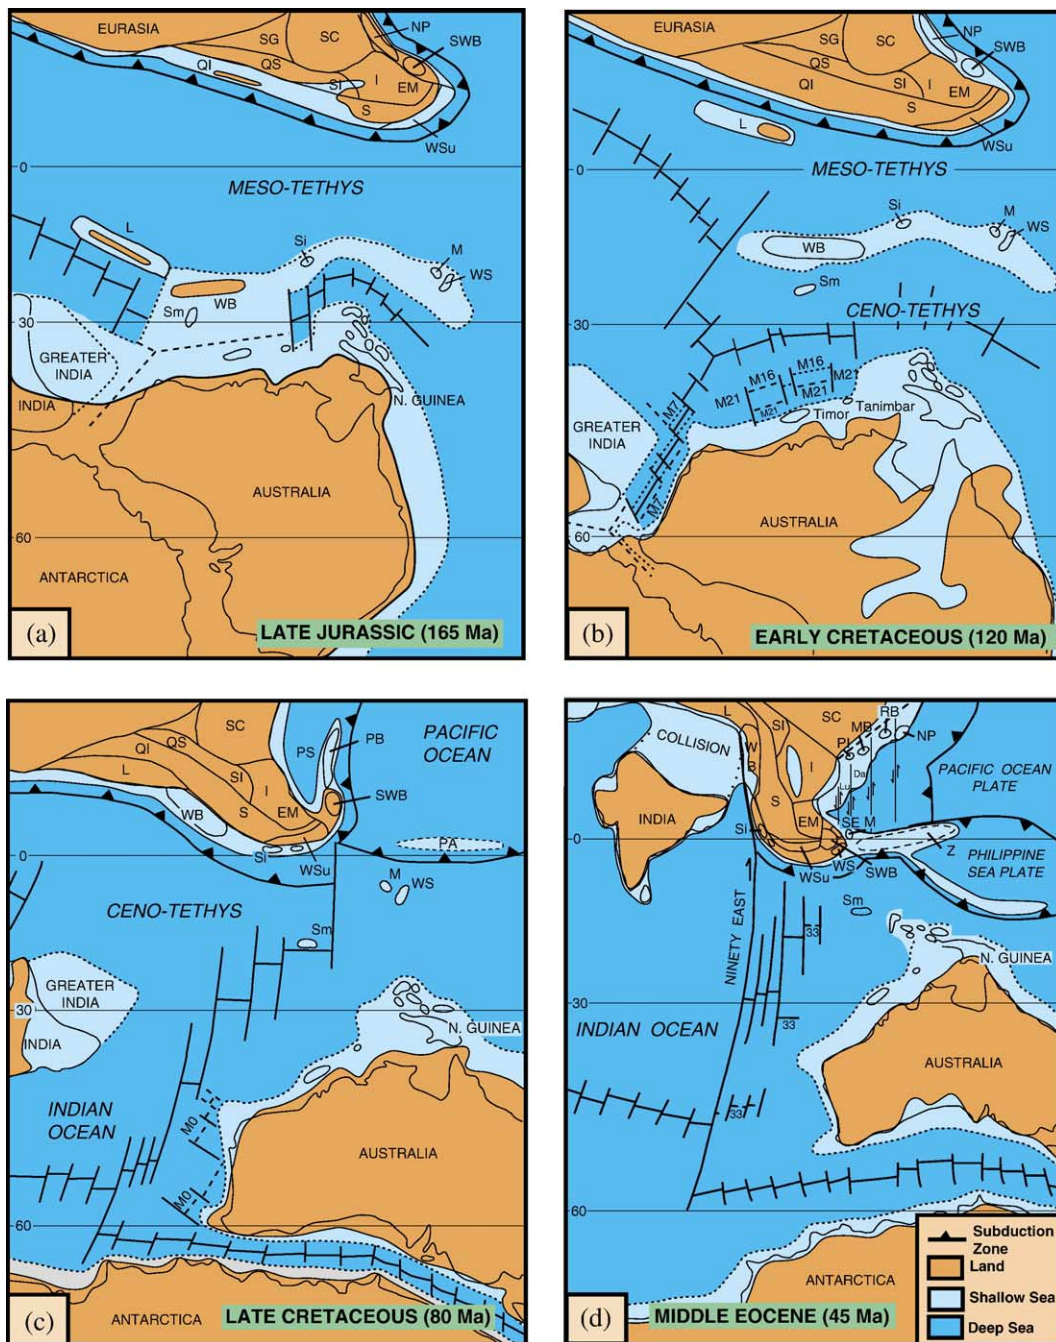 EURASIA
SG
SC
NP
SWB
QI
QS
SI
I
EM
S
WSu
0
MESO-TETHYS
L
Si
M
WS
WB
Sm
30
GREATER
INDIA
INDIA
N. GUINEA
AUSTRALIA
60
ANTARCTICA
(a)
LATE JURASSIC (165 Ma)
EURASIA
SG
SC
NP
SWB
QS
QI
SI
I
EM
S
L
WSu
0
MESO-TETHYS
Si
M
WS
WB
Sm
CENO-TETHYS
30
M16
M16
M21
M21
M21
M21
Tanimbar
Timor
M7
GREATER
INDIA
M7
AUSTRALIA
60
(b)
EARLY CRETACEOUS (120 Ma)
SC
PACIFIC
OCEAN
QI
QS
PS
PB
L
SI
I
WB
S
EM
SWB
Si
WSu
PA
0
M
WS
CENO-TETHYS
Sm
GREATER
INDIA
30
INDIA
N. GUINEA
INDIAN
OCEAN
M0
AUSTRALIA
M0
60
(c)
ANTARCTICA
LATE CRETACEOUS (80 Ma)
L
SI
SC
RB
MB
PI
NP
COLLISION
W
B
I
Da
Lu
PACIFIC OCEAN
PLATE
INDIA
S
EM
SE
M
Si
0
WS
Z
PHILIPPINE
SEA PLATE
WSu
SWB
Sm
NINETY EAST
33
N. GUINEA
30
33
INDIAN OCEAN
AUSTRALIA
33
60
Subduction
Zone
Land
Shallow Sea
Deep Sea
ANTARCTICA
(d)
MIDDLE EOCENE (45 Ma)